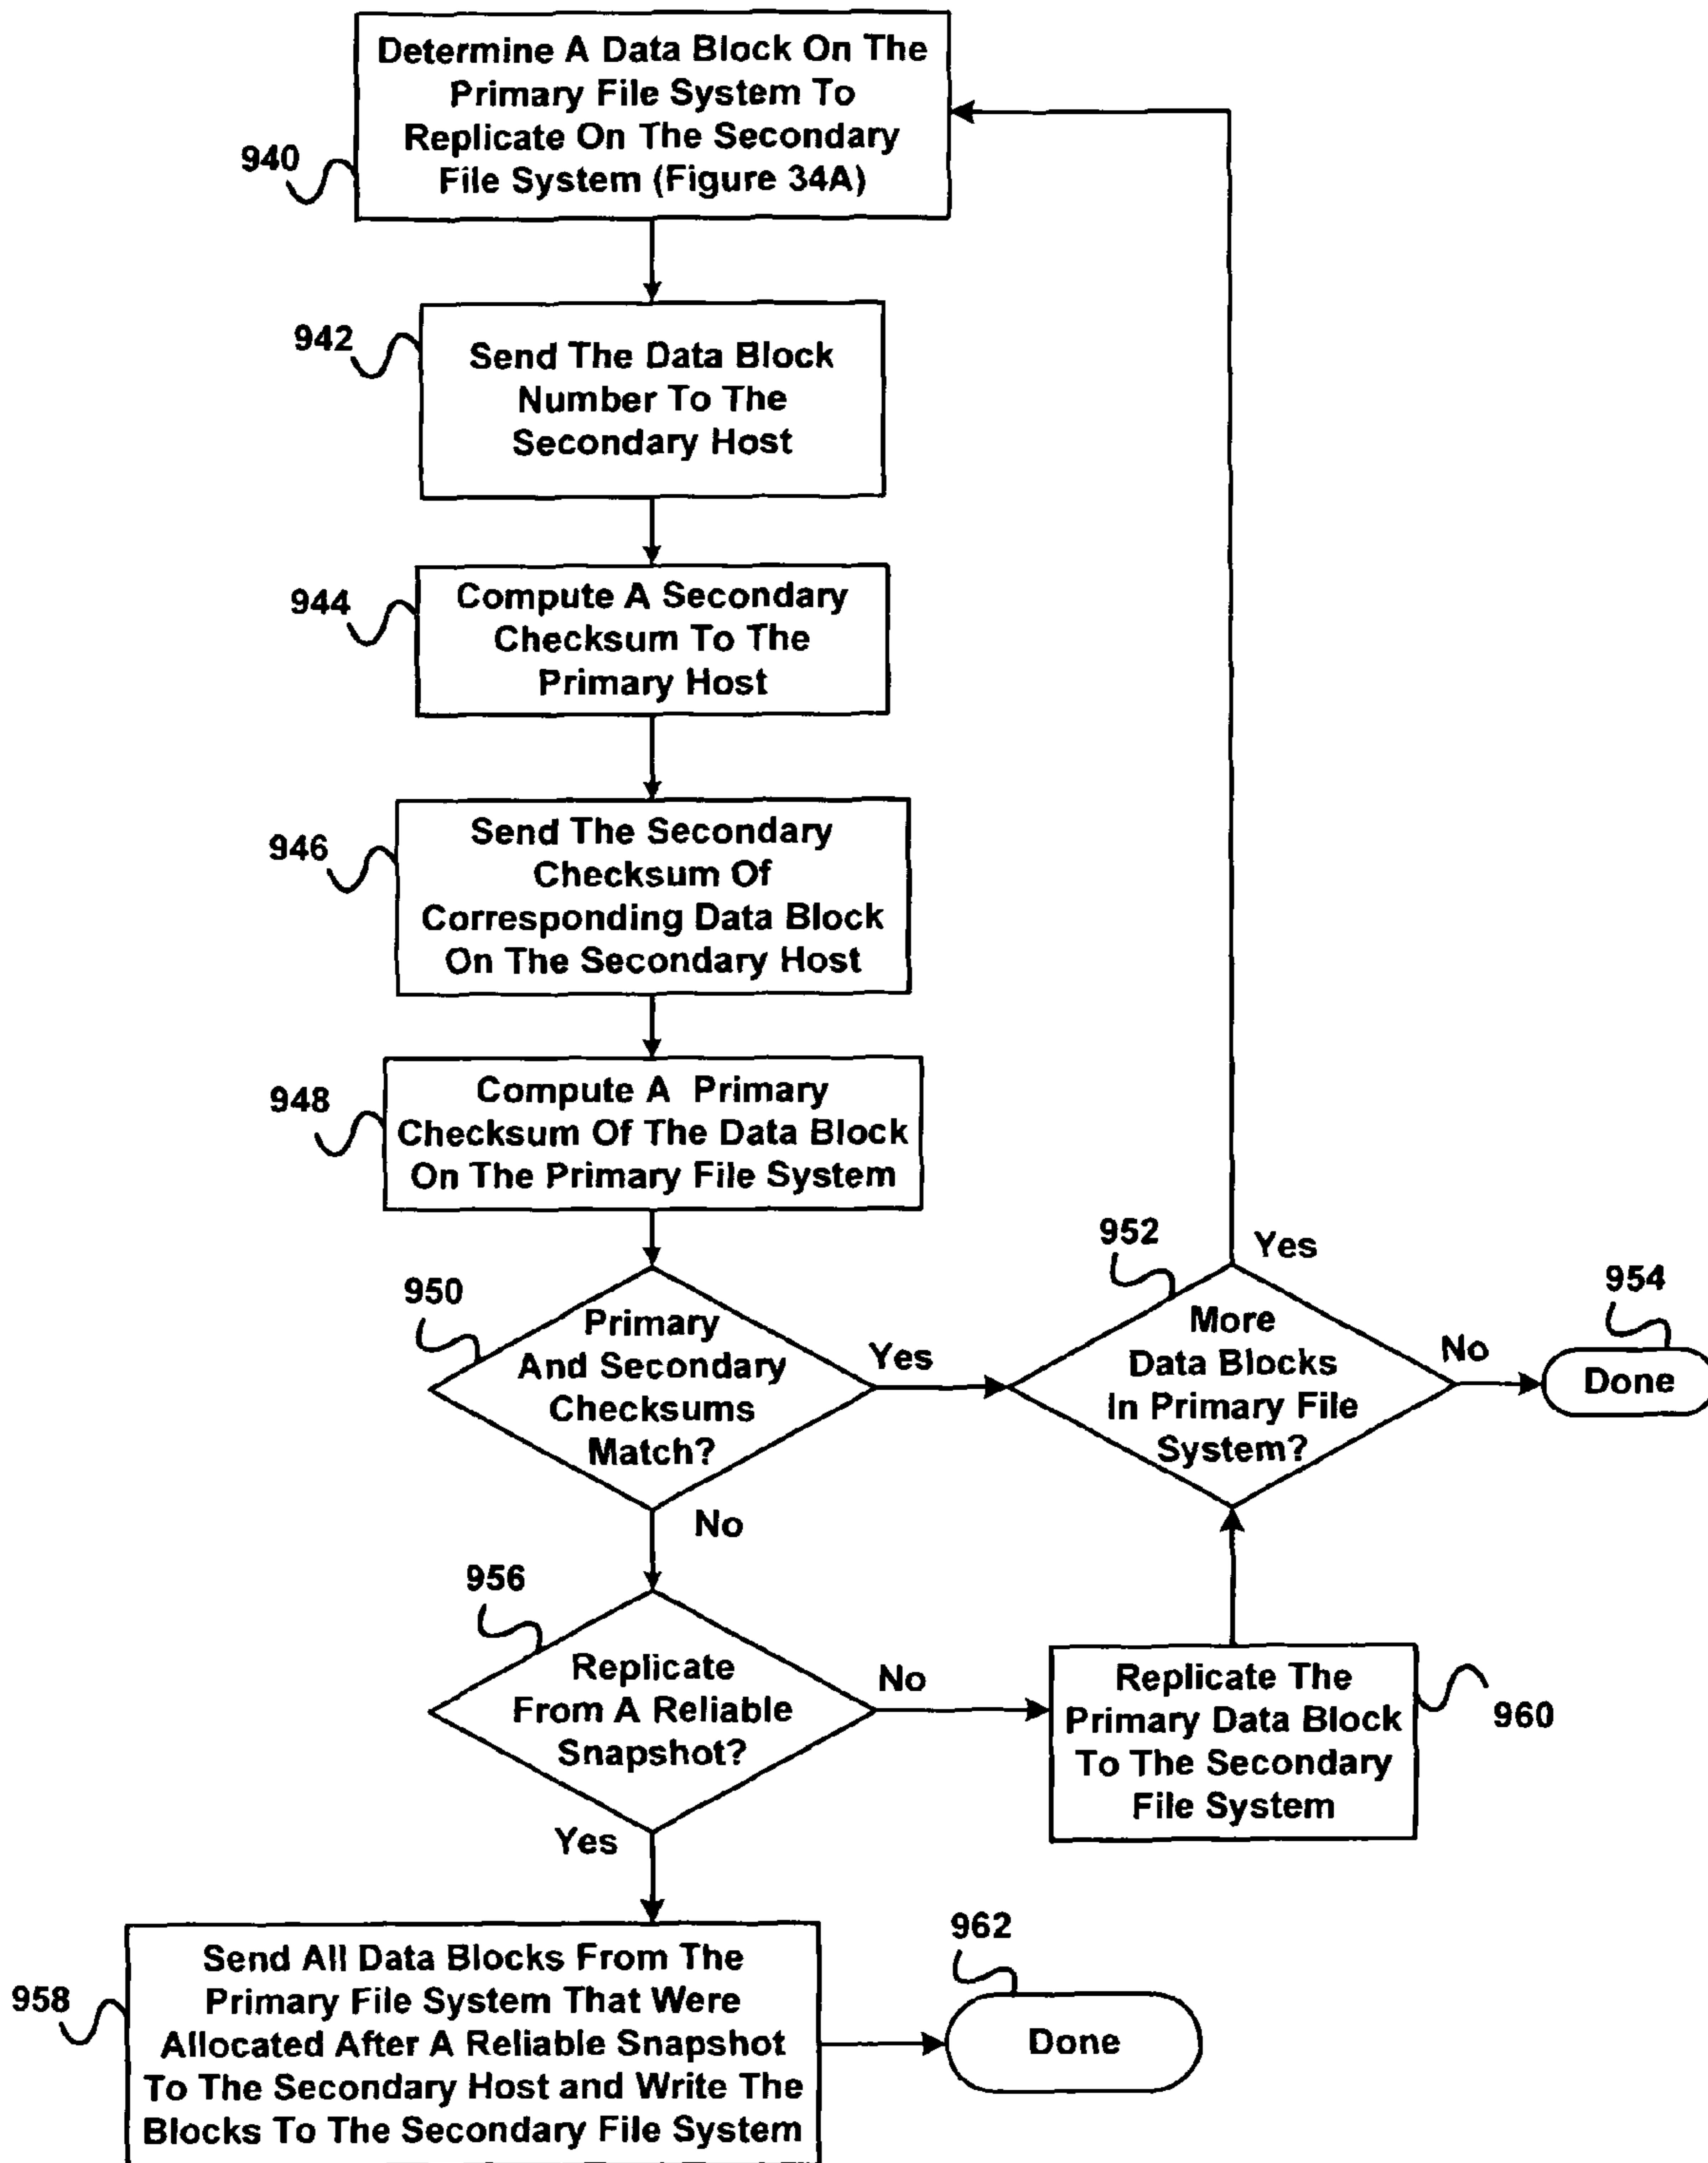 Determine A Data Block On The
Primary File System To
Replicate On The Secondary
File System (Figure 34A)
940
942
Send The Data Block
Number To The
Secondary Host
944
Compute A Secondary
Checksum To The
Primary Host
946
Send The Secondary
Checksum Of
Corresponding Data Block
On The Secondary Host
948
Compute A Primary
Checksum Of The Data Block
On The Primary File System
950
Primary
And Secondary
Checksums
Match?
Yes
No
952
More
Data Blocks
In Primary File
System?
Yes
No
954
Done
956
Replicate
From A Reliable
Snapshot?
No
Yes
Replicate The
Primary Data Block
To The Secondary
File System
960
958
Send All Data Blocks From The
Primary File System That Were
Allocated After A Reliable Snapshot
To The Secondary Host and Write The
Blocks To The Secondary File System
962
Done